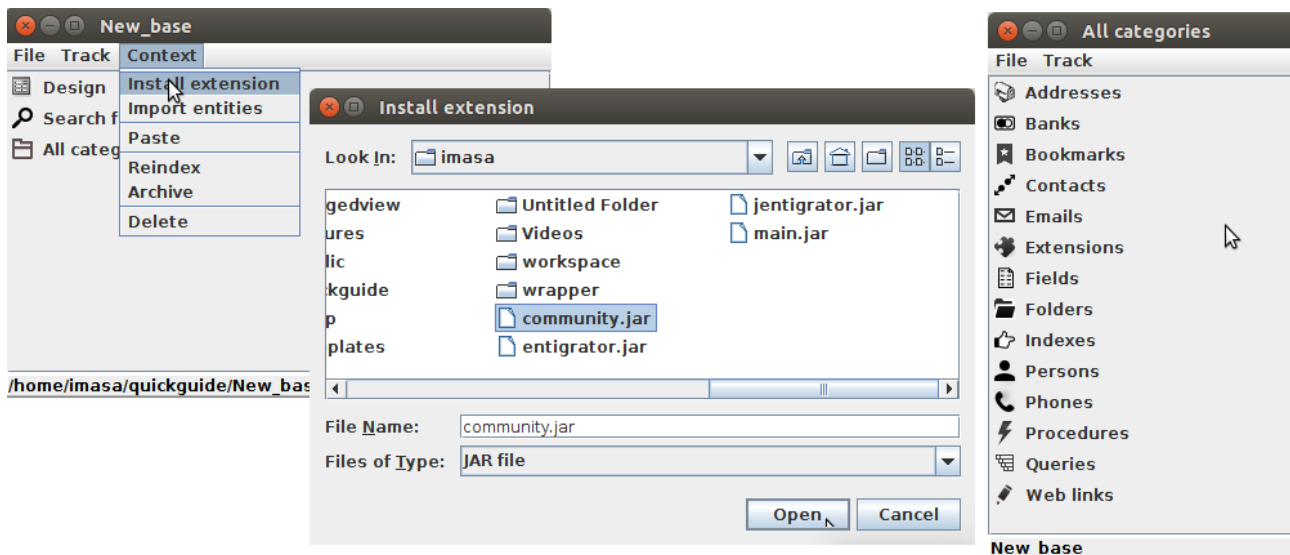 New_base
File Track Context
Design
Search f
All categ
Install extension
Import entities
Paste
Reindex
Archive
Delete
/home/imasa/quickguide/New_bas
Install extension
Look In: imasa
gedview Untitled Folder jentigrator.jar
ures Videos main.jar
lic workspace
kguide wrapper
p community.jar
plates entigrator.jar
File Name: community.jar
Files of Type: JAR file
Open Cancel
All categories
File Track
Addresses
Banks
Bookmarks
Contacts
Emails
Extensions
Fields
Folders
Indexes
Persons
Phones
Procedures
Queries
Web links
New base